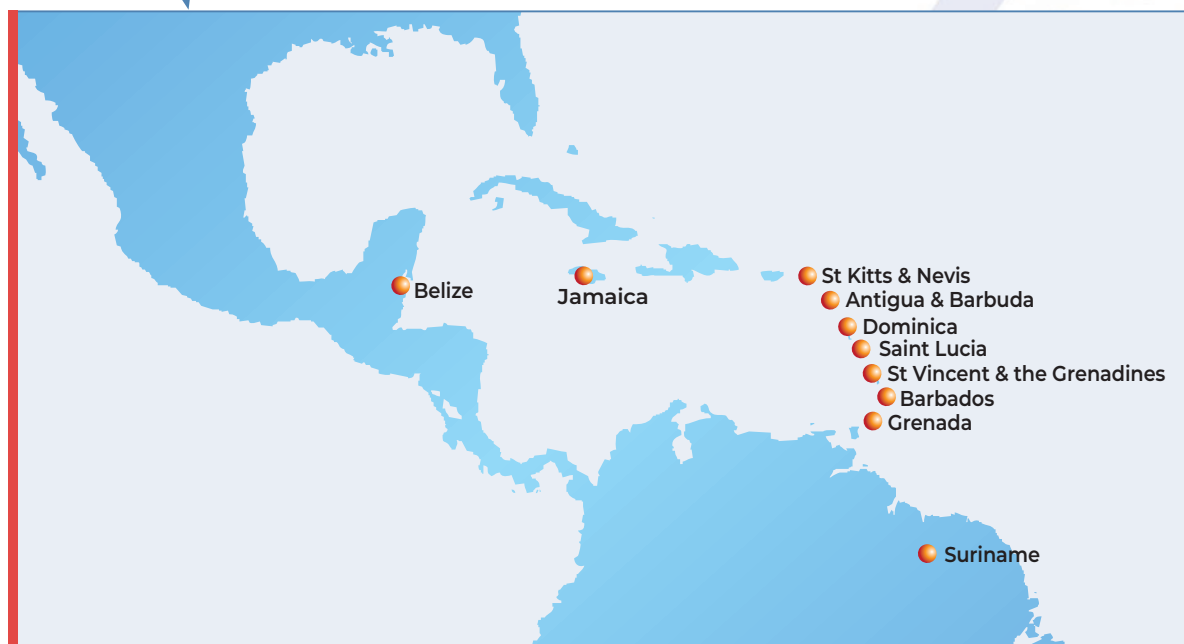 Belize
Jamaica
St Kitts & Nevis
Antigua & Barbuda
Dominica
Saint Lucia
St Vincent & the Grenadines
Barbados
Grenada
Suriname